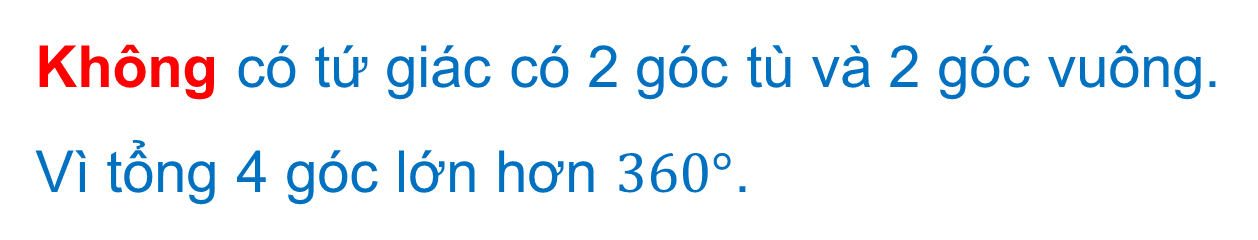 Không có tứ giác có 2 góc tù và 2 góc vuông.
Vì tổng 4 góc lớn hơn 360°.